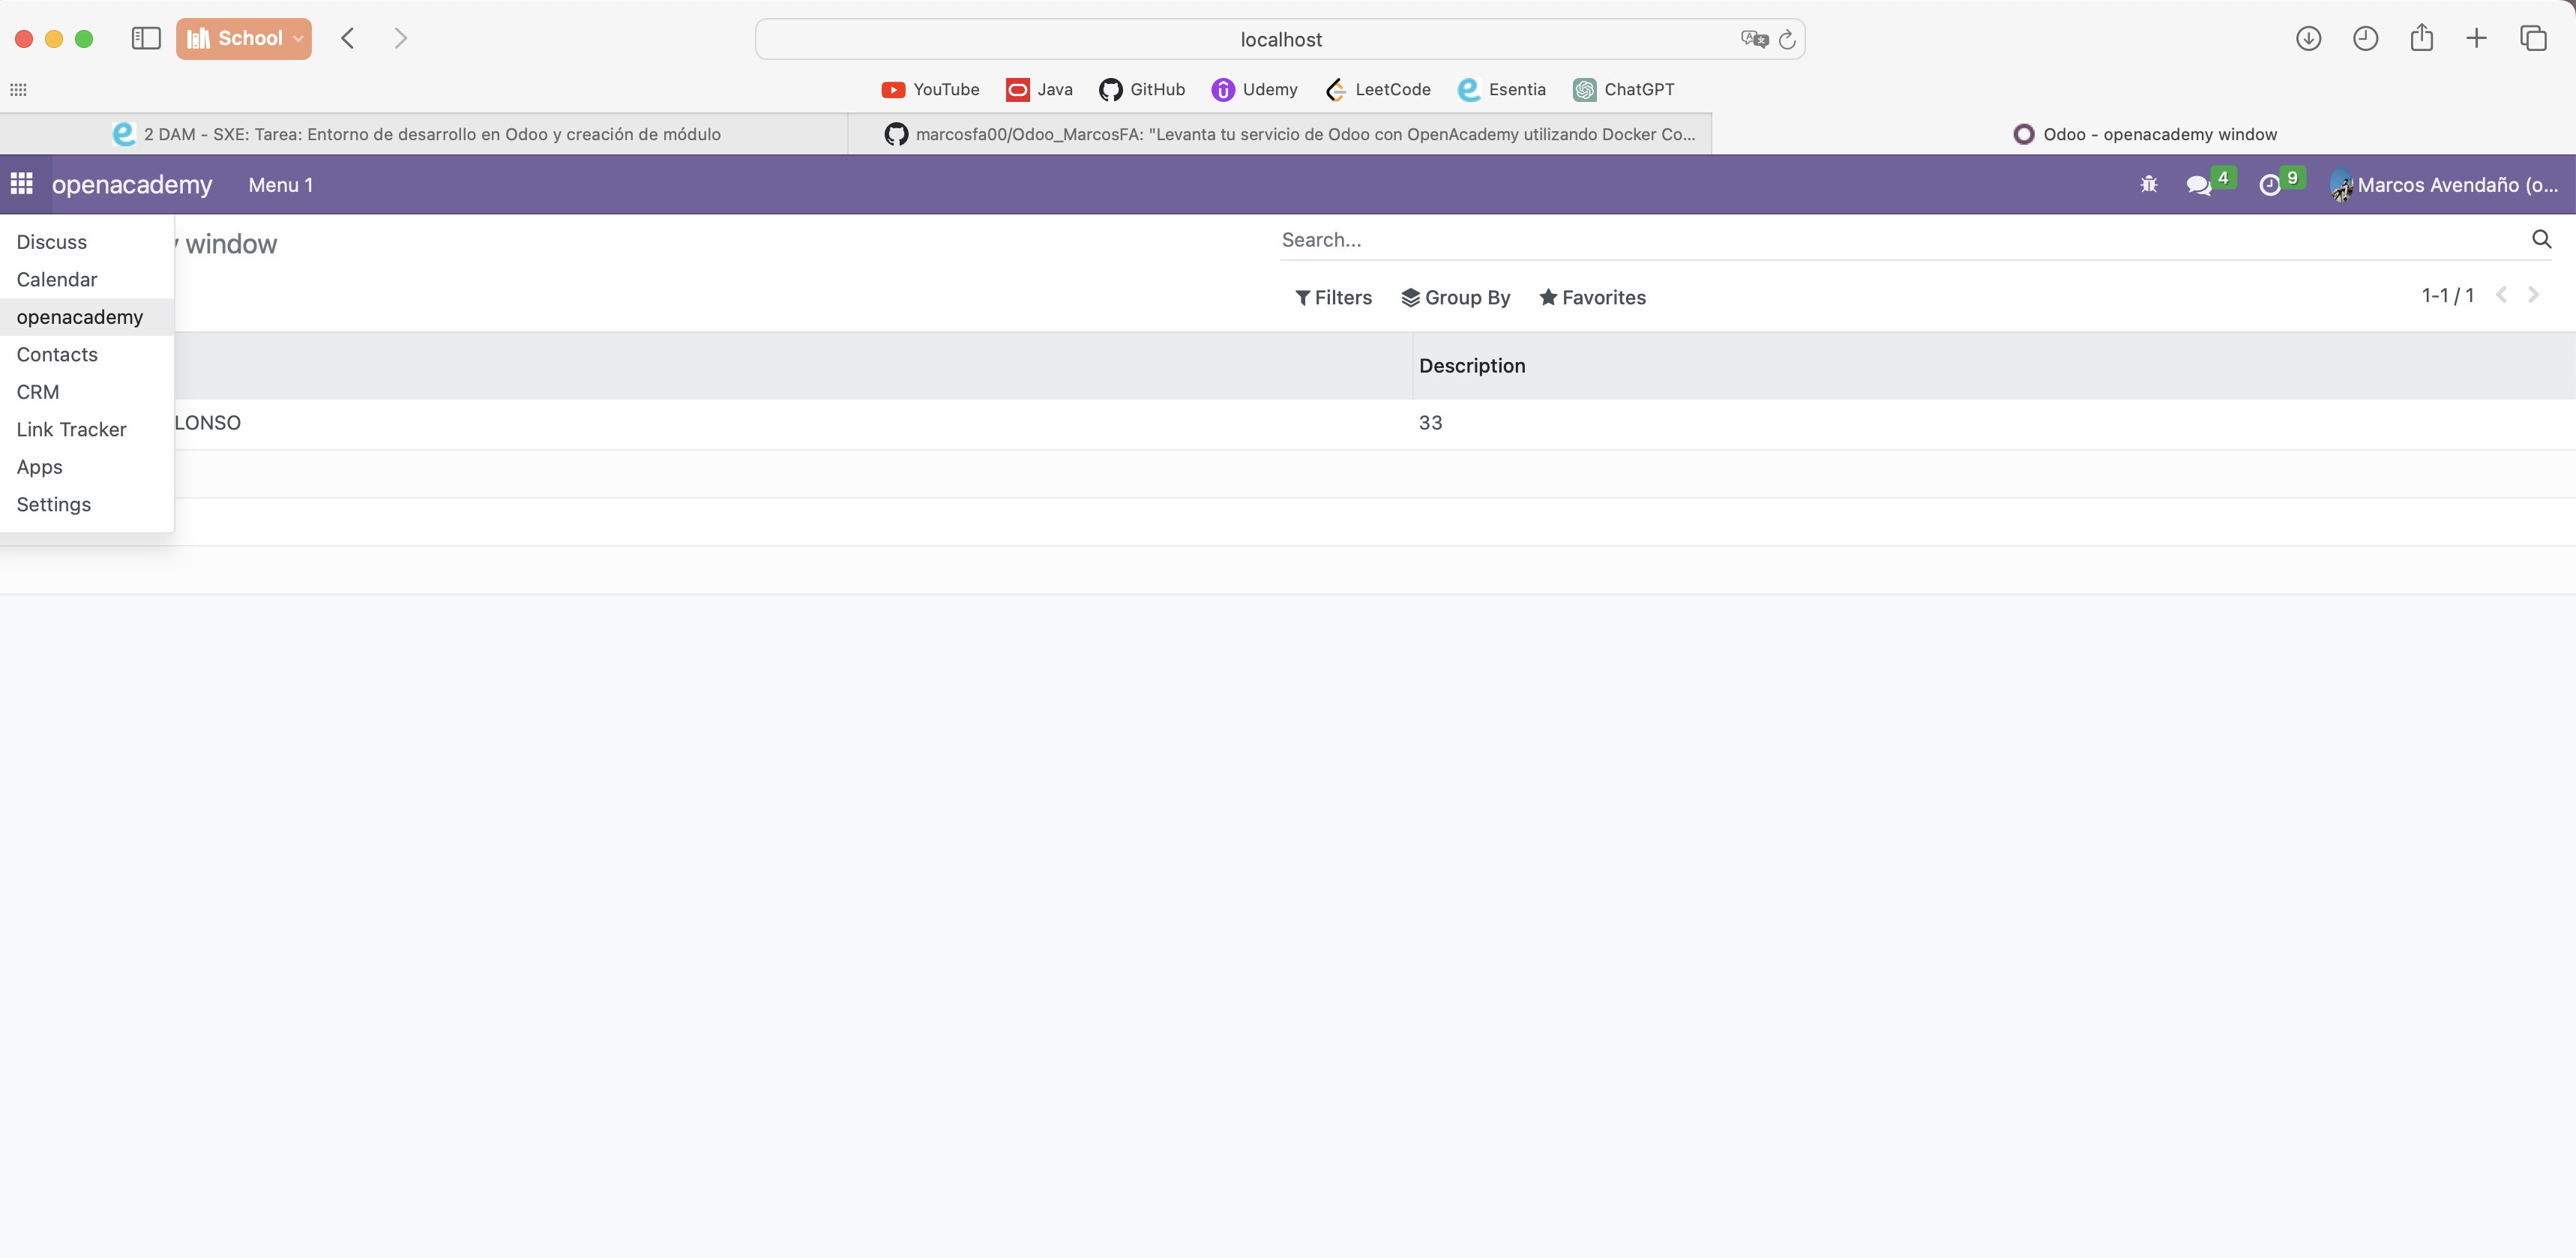 School
localhost
YouTube
Java
GitHub
Udemy
LeetCode
Esentia
ChatGPT
2 DAM - SXE: Tarea: Entorno de desarrollo en Odoo y creación de módulo
marcosfa00/Odoo_MarcosFA: "Levanta tu servicio de Odoo con OpenAcademy utilizando Docker Co...
Odoo - openacademy window
openacademy
Menu 1
4
9
Marcos Avendaño (o...
Discuss
Calendar
openacademy
Contacts
CRM
Link Tracker
Apps
Settings
window
Search...
Filters
Group By
Favorites
1-1 / 1
Description
LONSO
33